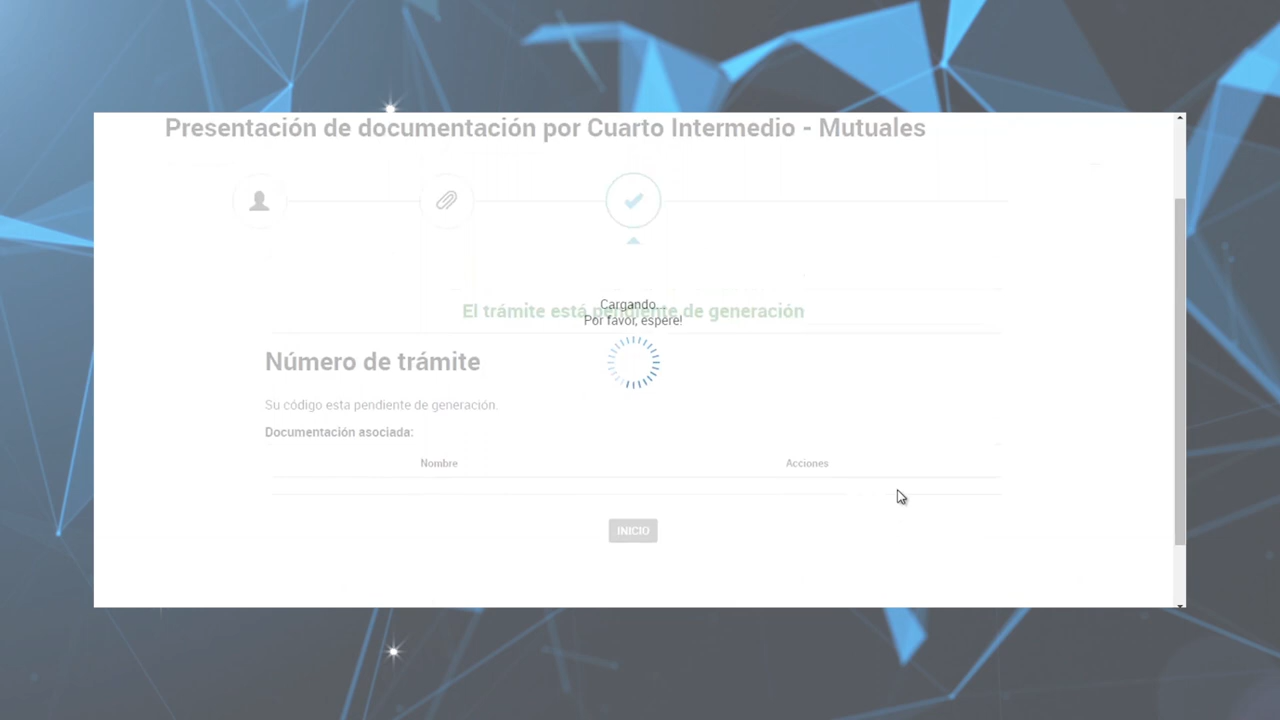 Presentación de documentación por Cuarto Intermedio - Mutuales
El trámite está pendiente de generación
Cargando...
Por favor, espere!
Número de trámite
Su código esta pendiente de generación.
Documentación asociada:
Nombre Acciones
INICIO